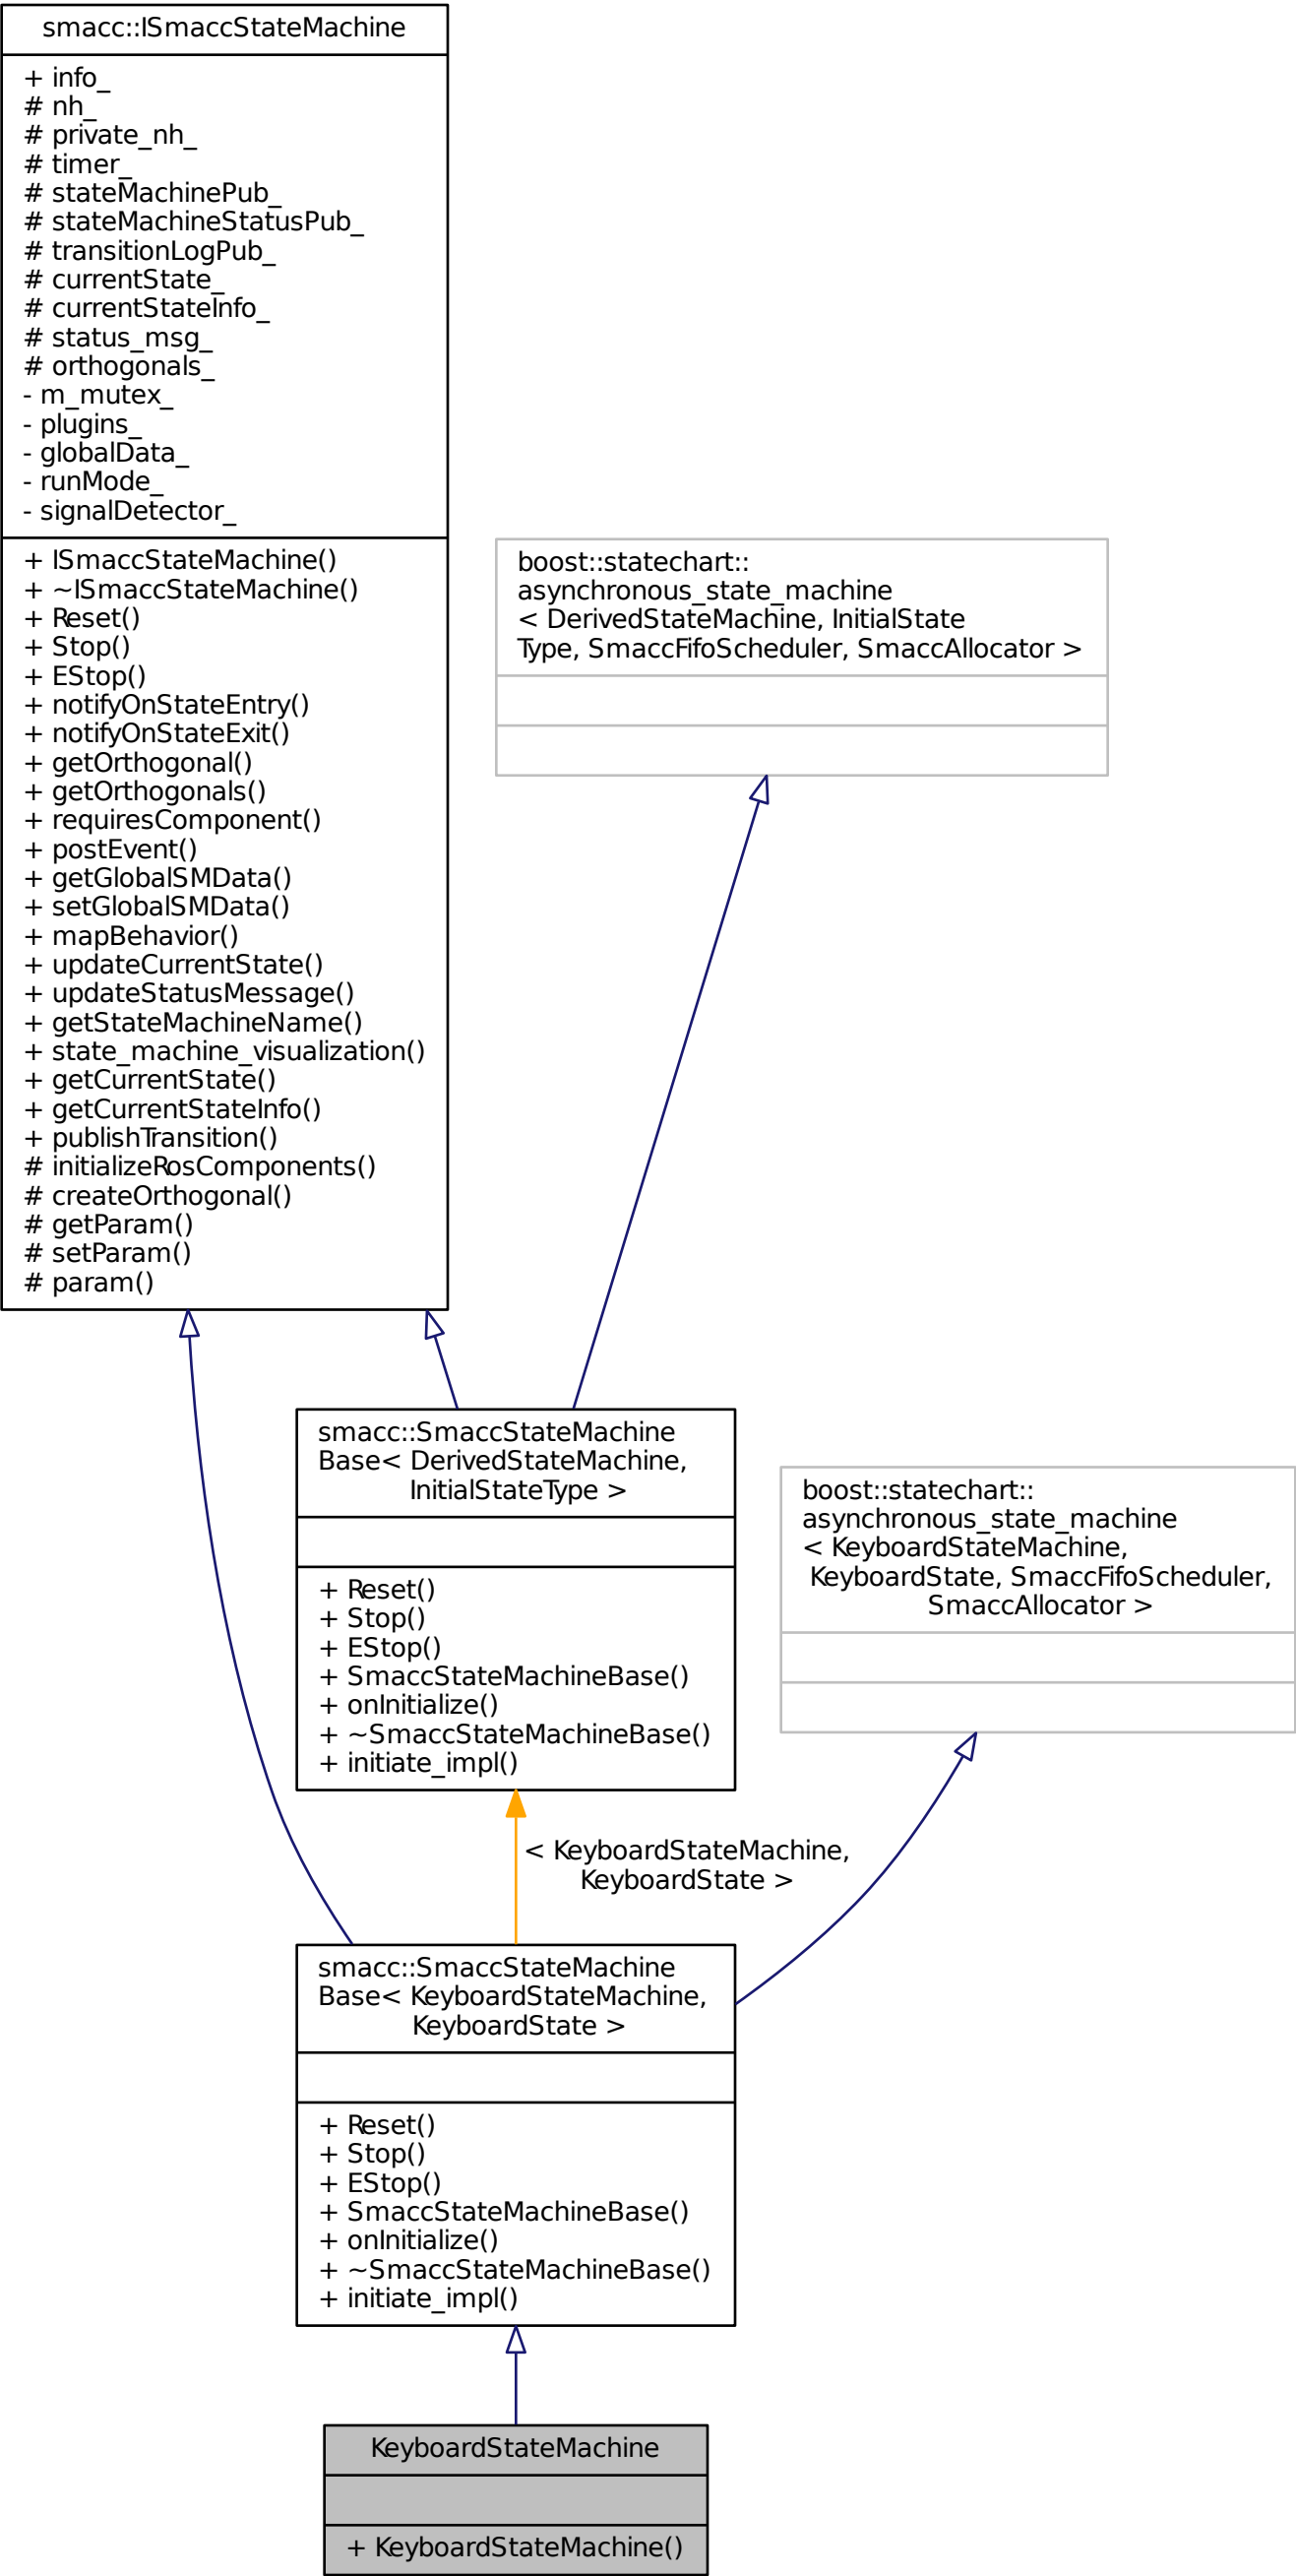 smacc::ISmaccStateMachine
+ info_
# nh_
# private_nh_
# timer_
# stateMachinePub_
# stateMachineStatusPub_
# transitionLogPub_
# currentState_
# currentStateInfo_
# status_msg_
# orthogonals_
- m_mutex_
- plugins_
- globalData_
- runMode_
- signalDetector_
+ ISmaccStateMachine()
+ ~ISmaccStateMachine()
+ Reset()
+ Stop()
+ EStop()
+ notifyOnStateEntry()
+ notifyOnStateExit()
+ getOrthogonal()
+ getOrthogonals()
+ requiresComponent()
+ postEvent()
+ getGlobalSMData()
+ setGlobalSMData()
+ mapBehavior()
+ updateCurrentState()
+ updateStatusMessage()
+ getStateMachineName()
+ state_machine_visualization()
+ getCurrentState()
+ getCurrentStateInfo()
+ publishTransition()
# initializeRosComponents()
# createOrthogonal()
# getParam()
# setParam()
# param()
boost::statechart::
asynchronous_state_machine
< DerivedStateMachine, InitialState
Type, SmaccFifoScheduler, SmaccAllocator >
smacc::SmaccStateMachine
Base< DerivedStateMachine,
InitialStateType >
+ Reset()
+ Stop()
+ EStop()
+ SmaccStateMachineBase()
+ onInitialize()
+ ~SmaccStateMachineBase()
+ initiate_impl()
boost::statechart::
asynchronous_state_machine
< KeyboardStateMachine,
KeyboardState, SmaccFifoScheduler,
SmaccAllocator >
< KeyboardStateMachine,
KeyboardState >
smacc::SmaccStateMachine
Base< KeyboardStateMachine,
KeyboardState >
+ Reset()
+ Stop()
+ EStop()
+ SmaccStateMachineBase()
+ onInitialize()
+ ~SmaccStateMachineBase()
+ initiate_impl()
KeyboardStateMachine
+ KeyboardStateMachine()